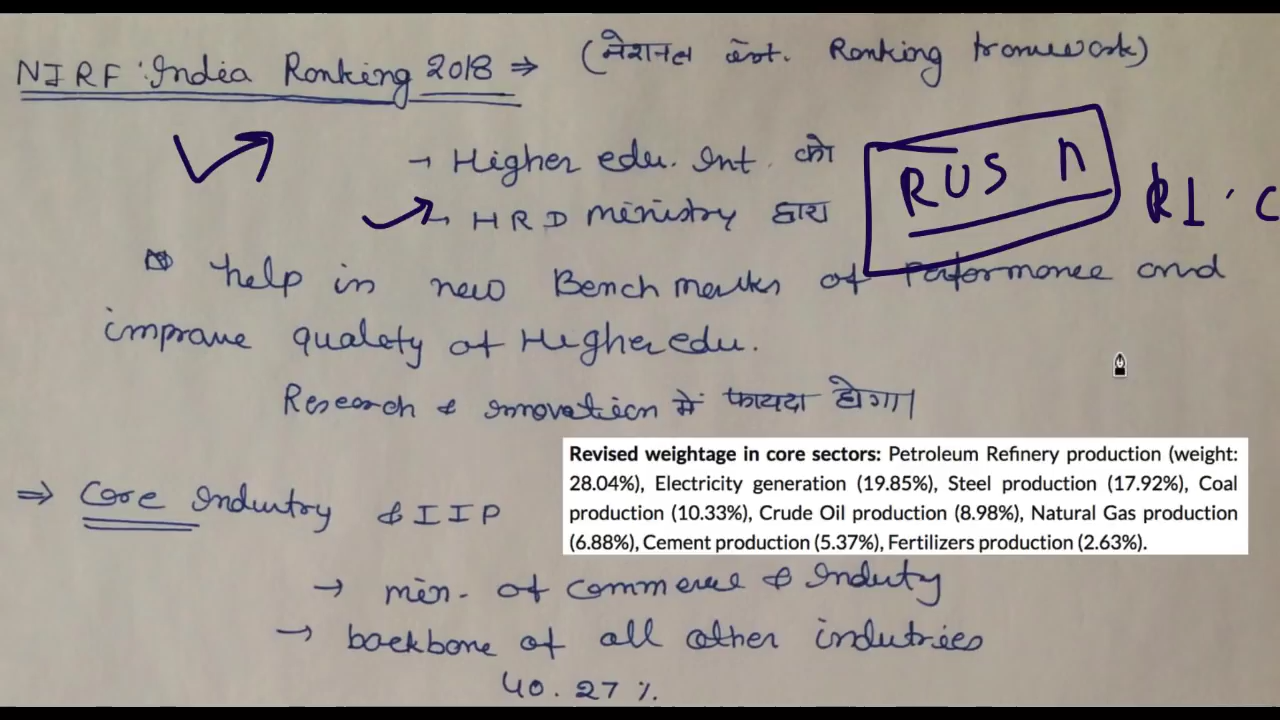 NIRF : India Ranking 2018 ⇒ (नेशनल इंस्ट. Ranking framework)
→ Higher edu. Int. को
→ HRD ministry द्वारा
RUS
R I . C
help in new Bench marks of Performance and
improve quality of Higher edu.
Research & innovation में फायदा होगा।
Revised weightage in core sectors: Petroleum Refinery production (weight:
28.04%), Electricity generation (19.85%), Steel production (17.92%), Coal
production (10.33%), Crude Oil production (8.98%), Natural Gas production
(6.88%), Cement production (5.37%), Fertilizers production (2.63%).
⇒ Core Industry & IIP
→ min. of commerce & Industy
→ backbone of all other industries
40.27 %